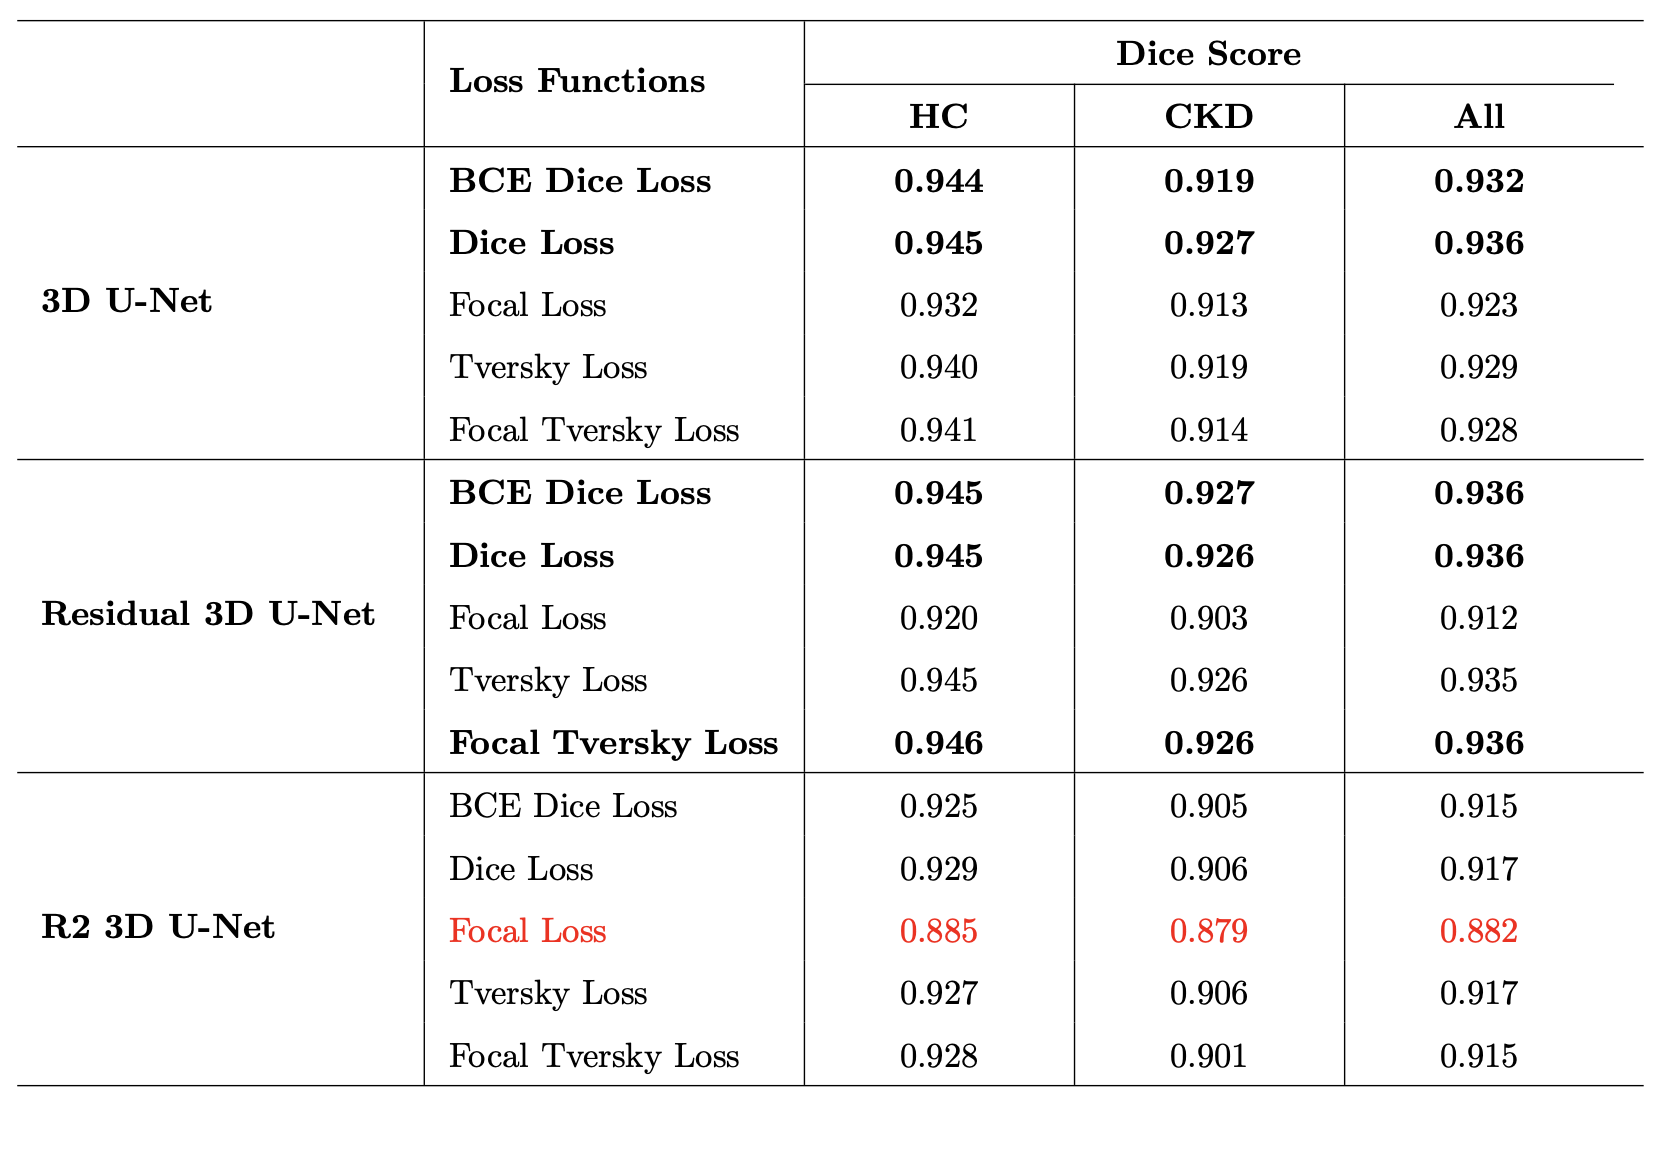 Loss Functions Dice Score
HC CKD All
3D U-Net
BCE Dice Loss 0.944 0.919 0.932
Dice Loss 0.945 0.927 0.936
Focal Loss 0.932 0.913 0.923
Tversky Loss 0.940 0.919 0.929
Focal Tversky Loss 0.941 0.914 0.928
Residual 3D U-Net
BCE Dice Loss 0.945 0.927 0.936
Dice Loss 0.945 0.926 0.936
Focal Loss 0.920 0.903 0.912
Tversky Loss 0.945 0.926 0.935
Focal Tversky Loss 0.946 0.926 0.936
R2 3D U-Net
BCE Dice Loss 0.925 0.905 0.915
Dice Loss 0.929 0.906 0.917
Focal Loss 0.885 0.879 0.882
Tversky Loss 0.927 0.906 0.917
Focal Tversky Loss 0.928 0.901 0.915